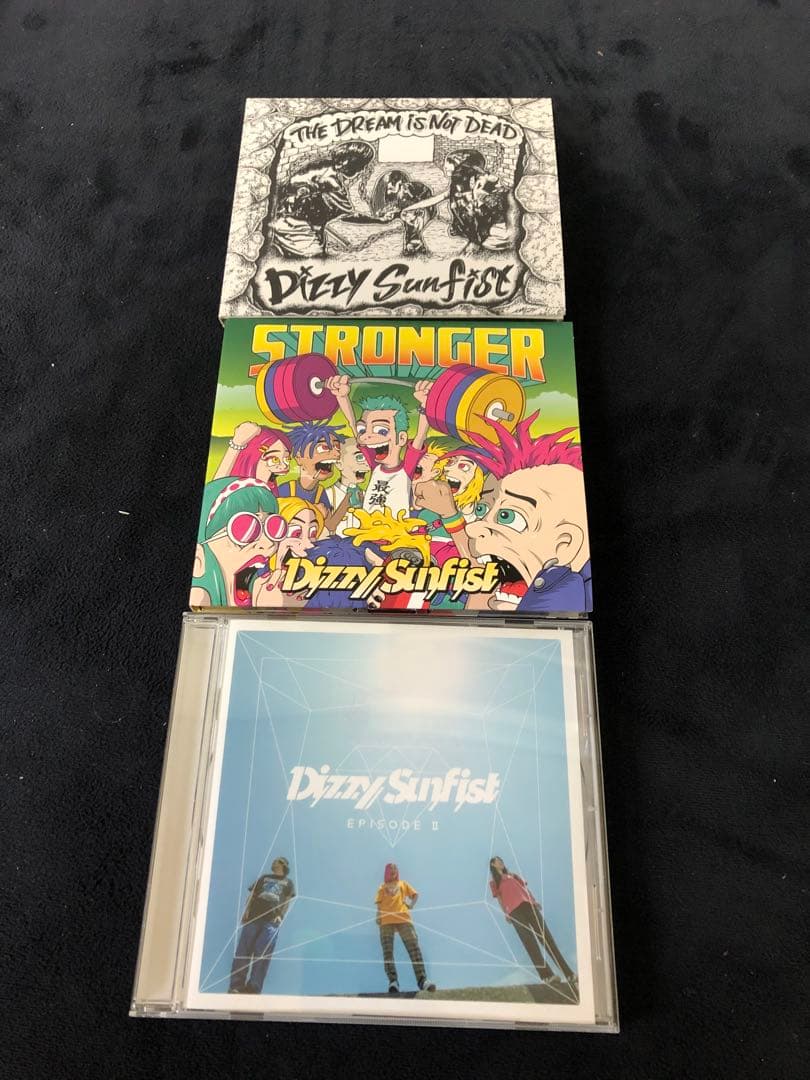 THE DREAM iS NOT DEAD
Dizzy Sunfist
STRONGER
最強
Dizzy Sunfist
Dizzy Sunfist
EPISODE II